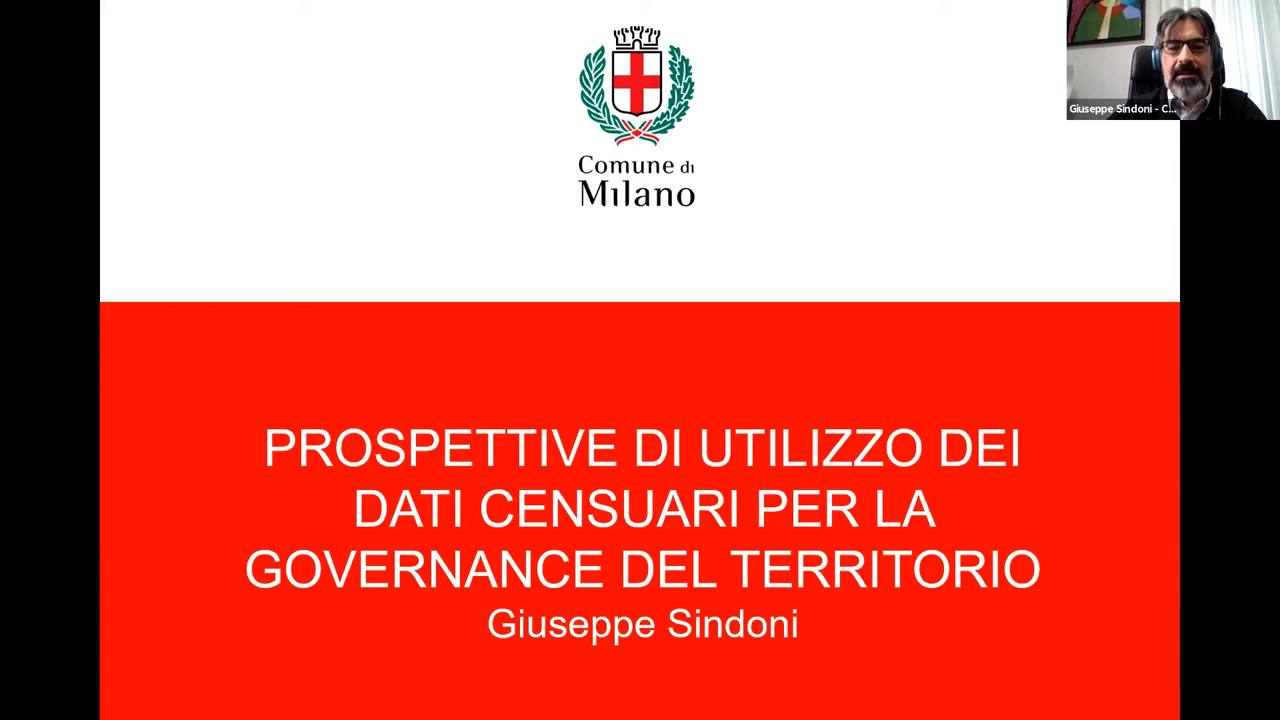 Comune di
Milano
Giuseppe Sindoni - C...
PROSPETTIVE DI UTILIZZO DEI
DATI CENSUARI PER LA
GOVERNANCE DEL TERRITORIO
Giuseppe Sindoni